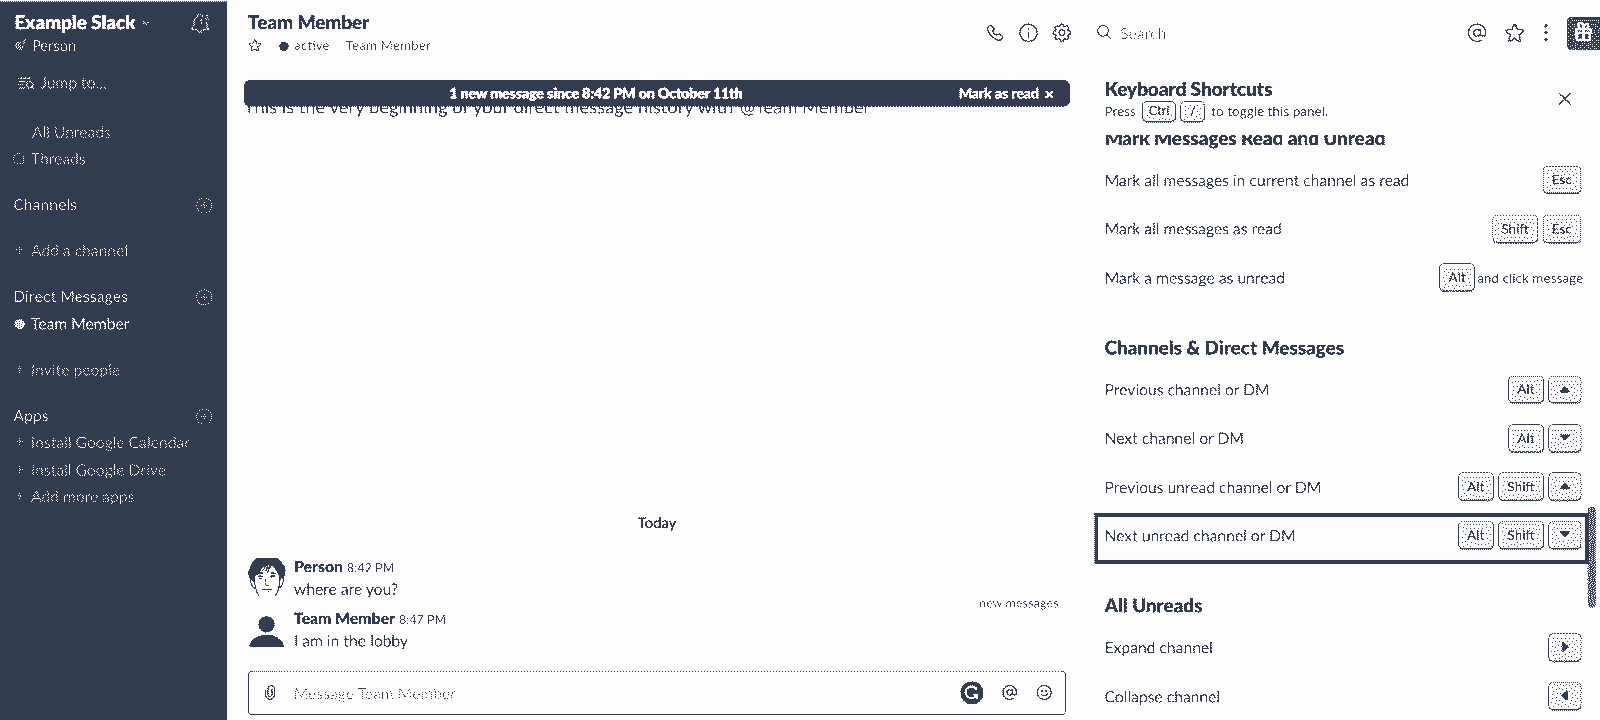 Example Slack
Person
Jump to...
All Unreads
Threads
Channels
+ Add a channel
Direct Messages
Team Member
+ Invite people
Apps
+ Install Google Calendar
+ Install Google Drive
+ Add more apps
Team Member
active Team Member
Search
1 new message since 8:42 PM on October 11th Mark as read ×
This is the very beginning of your direct message history with @Team Member
Today
Person 8:42 PM
where are you?
new messages
Team Member 8:47 PM
I am in the lobby
Message Team Member
Keyboard Shortcuts
Press Ctrl / to toggle this panel.
Mark Messages Read and Unread
Mark all messages in current channel as read Esc
Mark all messages as read Shift Esc
Mark a message as unread Alt and click message
Channels & Direct Messages
Previous channel or DM Alt ▲
Next channel or DM Alt ▼
Previous unread channel or DM Alt Shift ▲
Next unread channel or DM Alt Shift ▼
All Unreads
Expand channel ▶
Collapse channel ◀